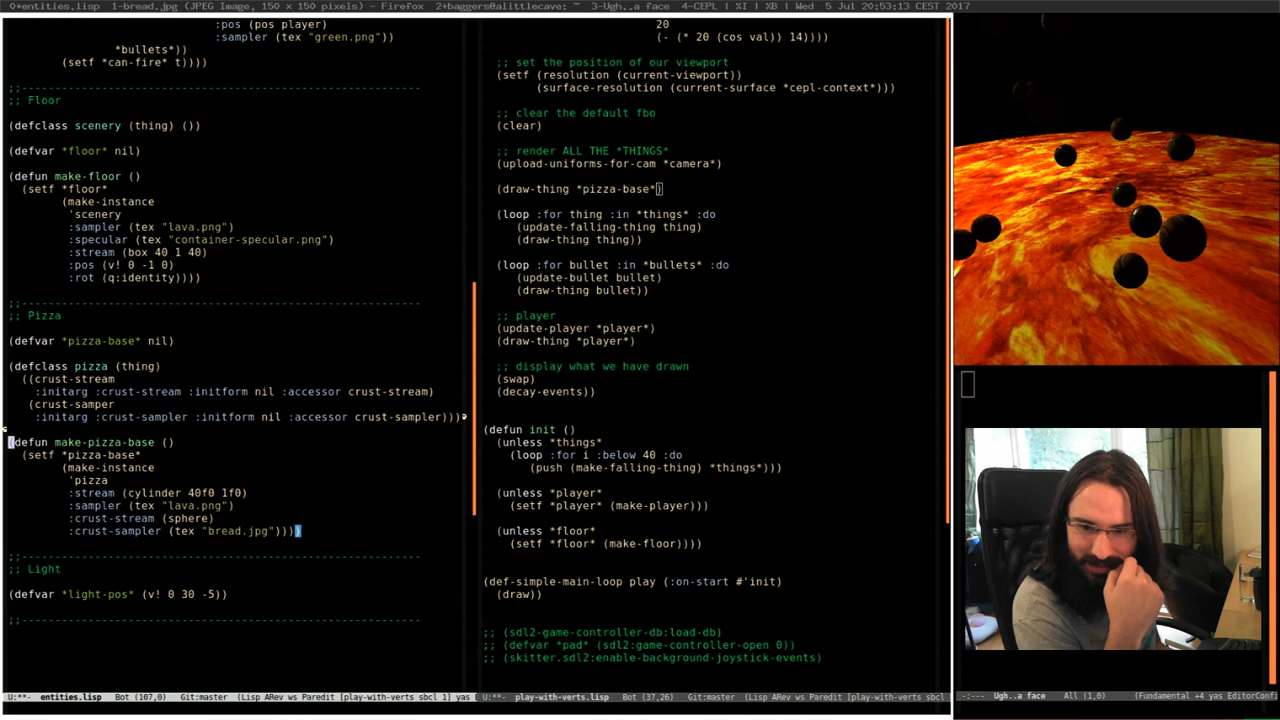 0*entities.lisp  1-bread..jpg (JPEG Image, 150 x 150 pixels) - Firefox  2+baggers@alittlecave: ~  3-Ugh..a face  4-CEPL | %I | %B | Wed  5 Jul 20:53:13 CEST 2017
:pos (pos player)
:sampler (tex "green.png"))
*bullets*))
(setf *can-fire* t))))
;;----------------------------------------------------
;; Floor
(defclass scenery (thing) ())
(defvar *floor* nil)
(defun make-floor ()
(setf *floor*
(make-instance
'scenery
:sampler (tex "lava.png")
:specular (tex "container-specular.png")
:stream (box 40 1 40)
:pos (v! 0 -1 0)
:rot (q:identity))))
;;----------------------------------------------------
;; Pizza
(defvar *pizza-base* nil)
(defclass pizza (thing)
((crust-stream
:initarg :crust-stream :initform nil :accessor crust-stream)
(crust-samper
:initarg :crust-sampler :initform nil :accessor crust-sampler)))
(defun make-pizza-base ()
(setf *pizza-base*
(make-instance
'pizza
:stream (cylinder 40f0 1f0)
:sampler (tex "lava.png")
:crust-stream (sphere)
:crust-sampler (tex "bread.jpg"))))
;;----------------------------------------------------
;; Light
(defvar *light-pos* (v! 0 30 -5))
;;----------------------------------------------------
U:**-  entities.lisp   Bot (107,0)   Git:master  (Lisp ARev ws Paredit [play-with-verts sbcl 1] yas E
20
(- (* 20 (cos val)) 14))))
;; set the position of our viewport
(setf (resolution (current-viewport))
(surface-resolution (current-surface *cepl-context*)))
;; clear the default fbo
(clear)
;; render ALL THE *THINGS*
(upload-uniforms-for-cam *camera*)
(draw-thing *pizza-base*)
(loop :for thing :in *things* :do
(update-falling-thing thing)
(draw-thing thing))
(loop :for bullet :in *bullets* :do
(update-bullet bullet)
(draw-thing bullet))
;; player
(update-player *player*)
(draw-thing *player*)
;; display what we have drawn
(swap)
(decay-events))
(defun init ()
(unless *things*
(loop :for i :below 40 :do
(push (make-falling-thing) *things*)))
(unless *player*
(setf *player* (make-player)))
(unless *floor*
(setf *floor* (make-floor))))
(def-simple-main-loop play (:on-start #'init)
(draw))
;; (sdl2-game-controller-db:load-db)
;; (defvar *pad* (sdl2:game-controller-open 0))
;; (skitter.sdl2:enable-background-joystick-events)
U:**-  play-with-verts.lisp   Bot (37,26)   Git:master  (Lisp ARev ws Paredit [play-with-verts sbcl
-:---  Ugh..a face   All (1,0)   (Fundamental +4 yas EditorConfi